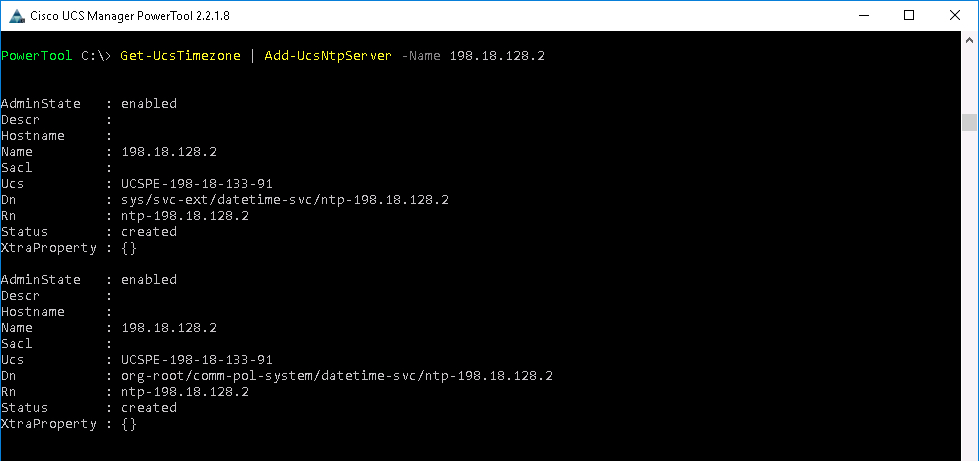 Cisco UCS Manager PowerTool 2.2.1.8
PowerTool C:\> Get-UcsTimezone | Add-UcsNtpServer -Name 198.18.128.2
AdminState   : enabled
Descr        :
Hostname     :
Name         : 198.18.128.2
Sacl         :
Ucs          : UCSPE-198-18-133-91
Dn           : sys/svc-ext/datetime-svc/ntp-198.18.128.2
Rn           : ntp-198.18.128.2
Status       : created
XtraProperty : {}
AdminState   : enabled
Descr        :
Hostname     :
Name         : 198.18.128.2
Sacl         :
Ucs          : UCSPE-198-18-133-91
Dn           : org-root/comm-pol-system/datetime-svc/ntp-198.18.128.2
Rn           : ntp-198.18.128.2
Status       : created
XtraProperty : {}